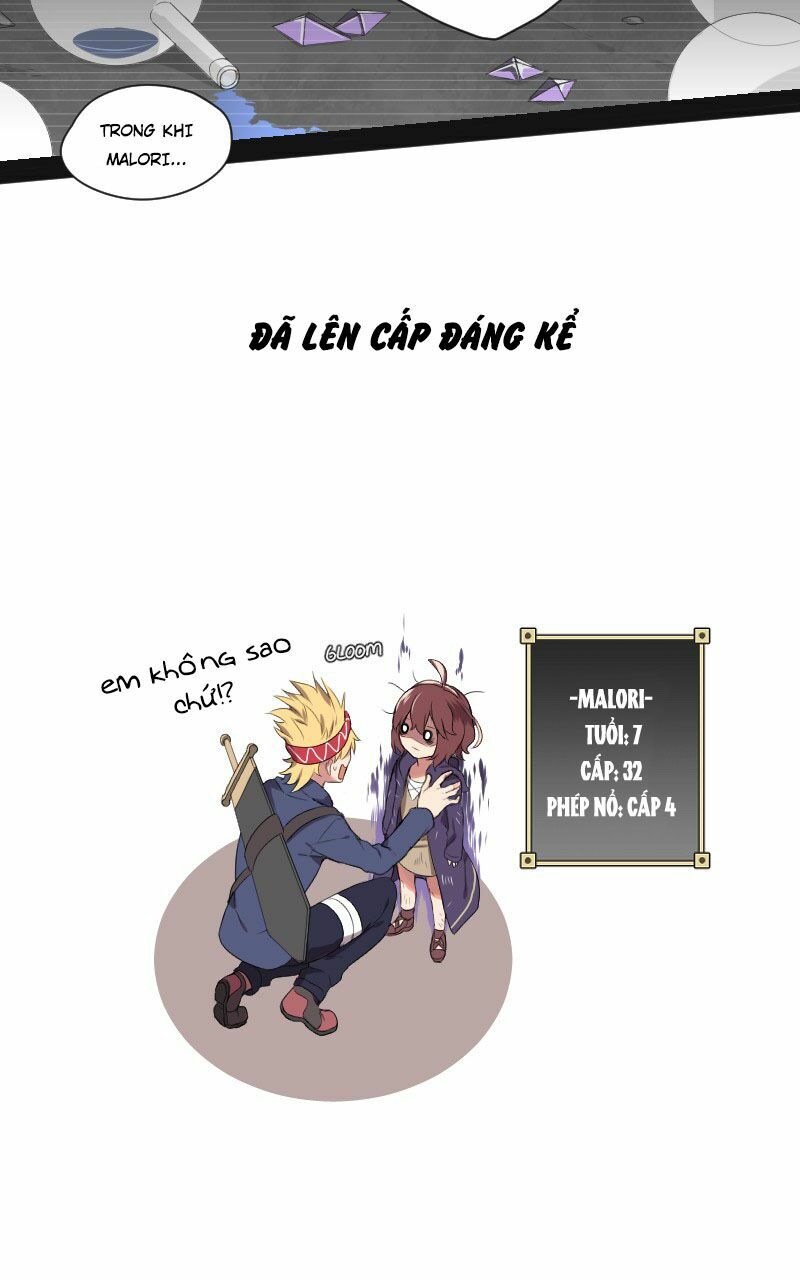 TRONG KHI
MALORI...
ĐÃ LÊN CẤP ĐÁNG KỂ
em không sao
chứ!?
GLOOM
-MALORI-
TUỔI: 7
CẤP: 32
PHÉP NỔ: CẤP 4